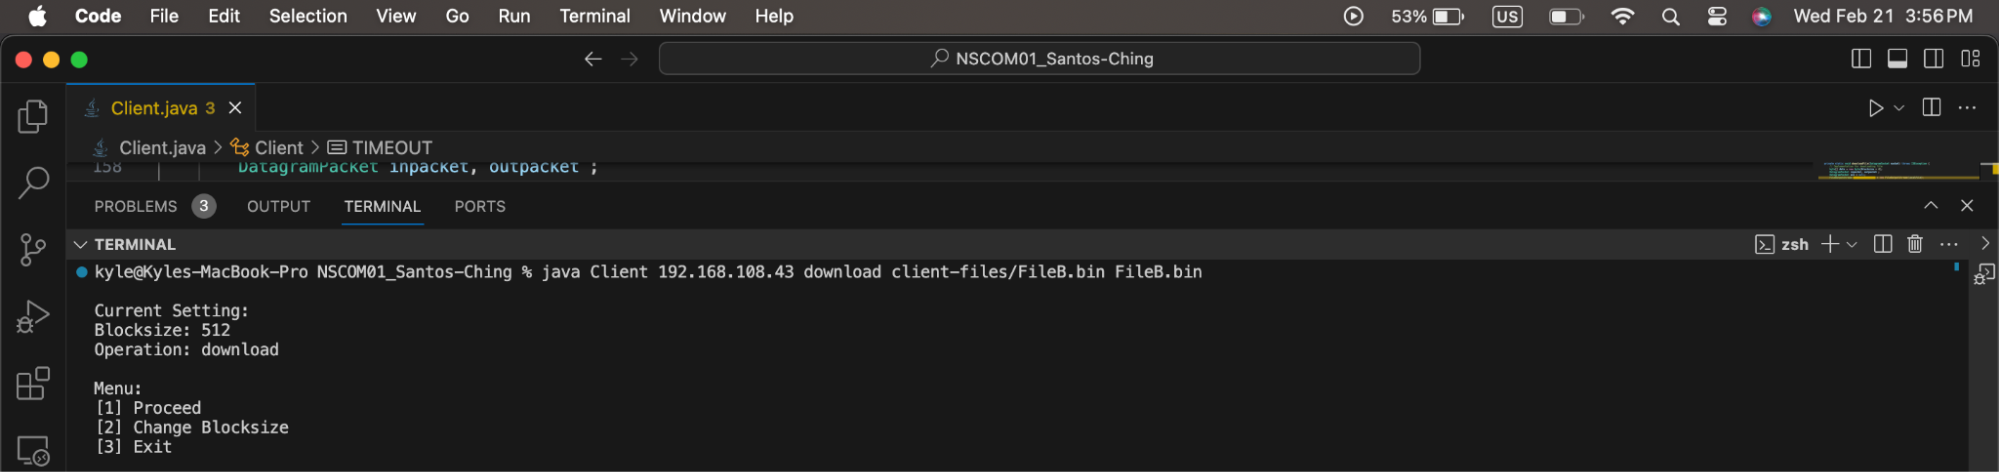 Code File Edit Selection View Go Run Terminal Window Help 53% US Wed Feb 21 3:56 PM
NSCOM01_Santos-Ching
Client.java 3
Client.java > Client > TIMEOUT
158 DatagramPacket inpacket, outpacket ;
PROBLEMS 3 OUTPUT TERMINAL PORTS
TERMINAL zsh
kyle@Kyles-MacBook-Pro NSCOM01_Santos-Ching % java Client 192.168.108.43 download client-files/FileB.bin FileB.bin
Current Setting:
Blocksize: 512
Operation: download
Menu:
[1] Proceed
[2] Change Blocksize
[3] Exit